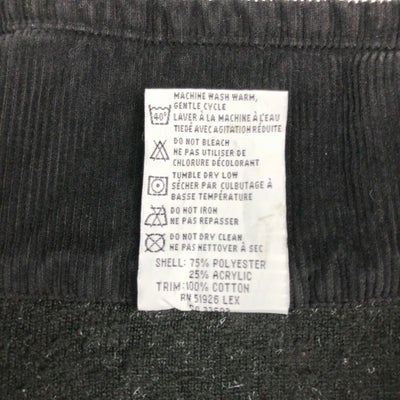 MACHINE WASH WARM,
GENTLE CYCLE
40°
LAVER À LA MACHINE À L'EAU
TIEDÉ AVEC AGITATION RÉDUITE
DO NOT BLEACH
NE PAS UTILISER DE
CHLORURE DÉCOLORANT
TUMBLE DRY LOW
SÉCHER PAR CULBUTAGE À
BASSE TEMPÉRATURE
DO NOT IRON
NE PAS REPASSER
DO NOT DRY CLEAN
NE PAS NETTOYER À SEC
SHELL: 75% POLYESTER
25% ACRYLIC
TRIM: 100% COTTON
RN 51926 LEX